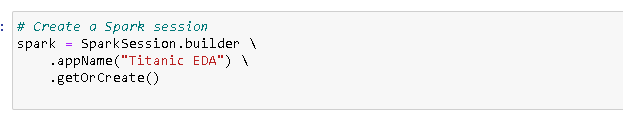 : # Create a Spark session
spark = SparkSession.builder \
    .appName("Titanic EDA") \
    .getOrCreate()